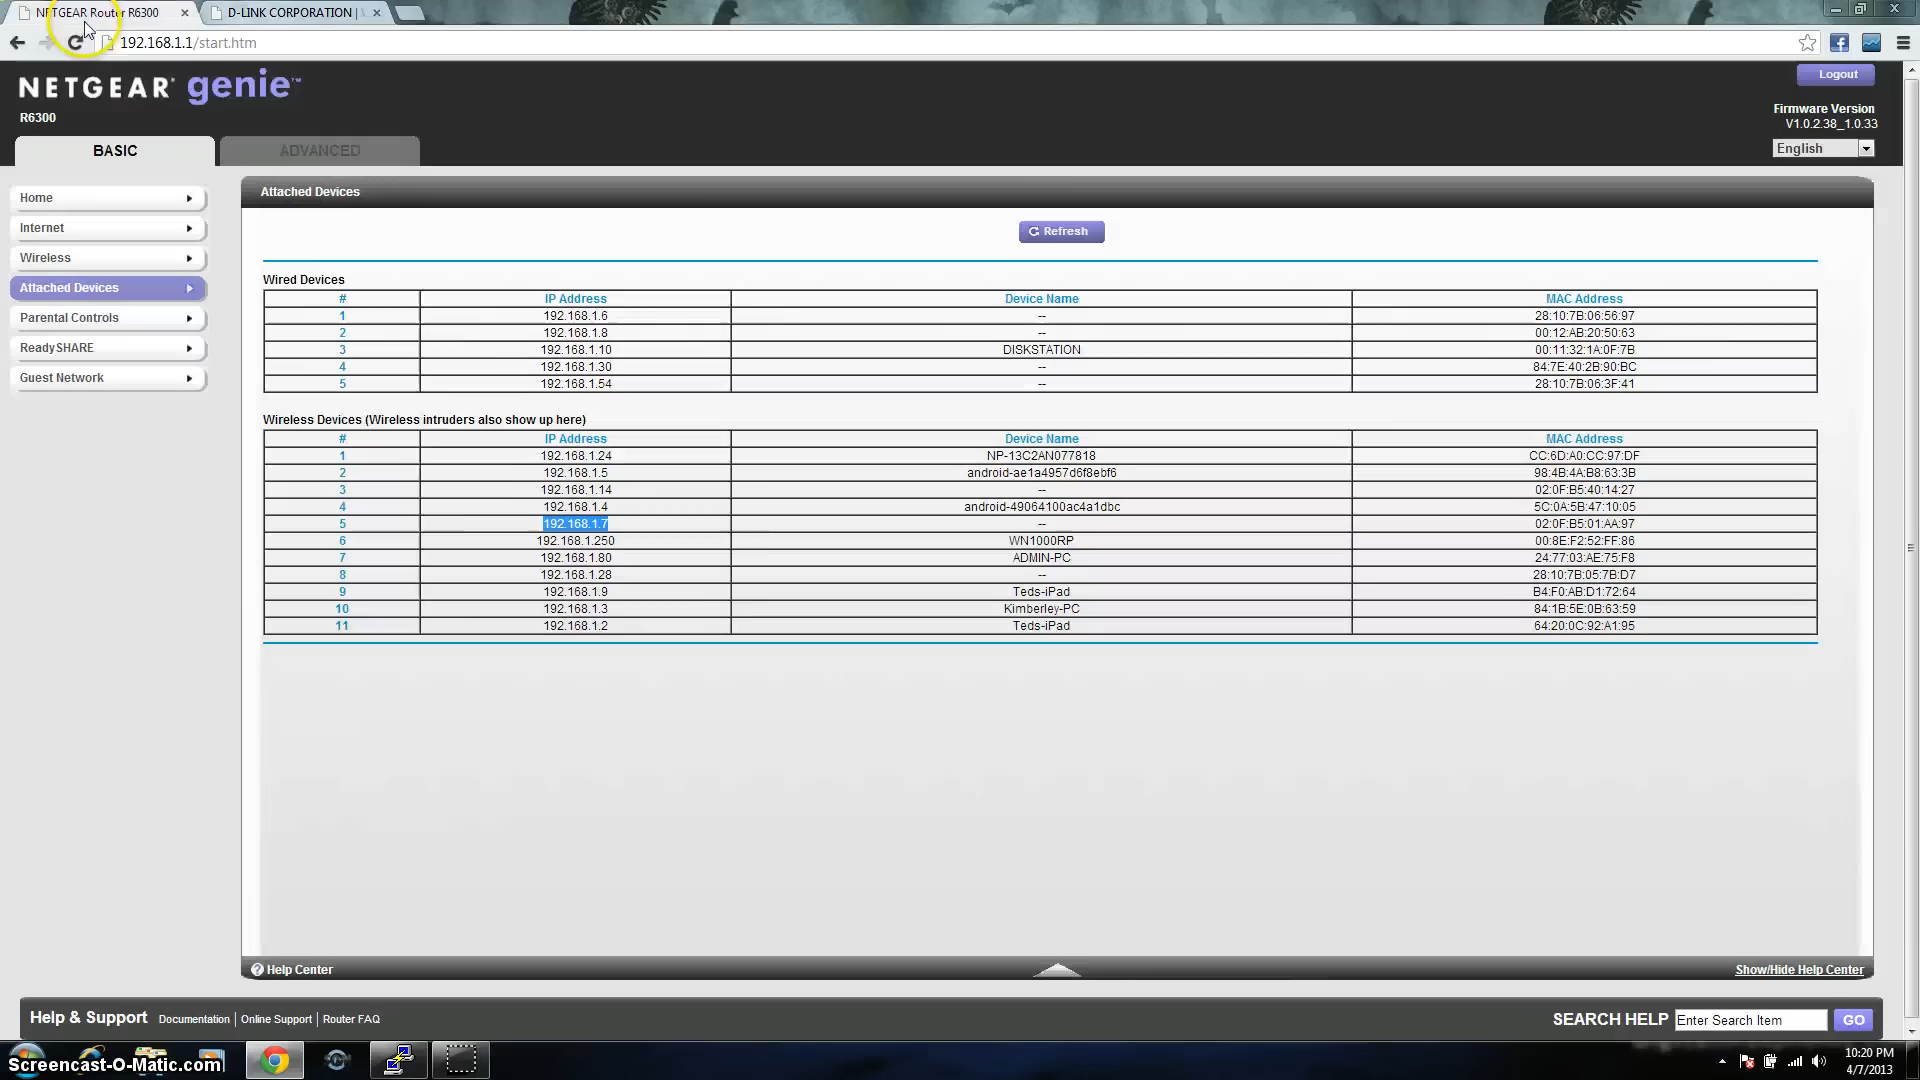 NETGEAR Router R6300
D-LINK CORPORATION |
192.168.1.1/start.htm
NETGEAR® genie™
R6300
Logout
Firmware Version
V1.0.2.38_1.0.33
English
BASIC
ADVANCED
Home
Internet
Wireless
Attached Devices
Parental Controls
ReadySHARE
Guest Network
Attached Devices
Refresh
Wired Devices
# IP Address Device Name MAC Address
1 192.168.1.6 -- 28:10:7B:06:56:97
2 192.168.1.8 -- 00:12:AB:20:50:63
3 192.168.1.10 DISKSTATION 00:11:32:1A:0F:7B
4 192.168.1.30 -- 84:7E:40:2B:90:BC
5 192.168.1.54 -- 28:10:7B:06:3F:41
Wireless Devices (Wireless intruders also show up here)
# IP Address Device Name MAC Address
1 192.168.1.24 NP-13C2AN077818 CC:6D:A0:CC:97:DF
2 192.168.1.5 android-ae1a4957d6f8ebf6 98:4B:4A:B8:63:3B
3 192.168.1.14 -- 02:0F:B5:40:14:27
4 192.168.1.4 android-49064100ac4a1dbc 5C:0A:5B:47:10:05
5 192.168.1.7 -- 02:0F:B5:01:AA:97
6 192.168.1.250 WN1000RP 00:8E:F2:52:FF:86
7 192.168.1.80 ADMIN-PC 24:77:03:AE:75:F8
8 192.168.1.28 -- 28:10:7B:05:7B:D7
9 192.168.1.9 Teds-iPad B4:F0:AB:D1:72:64
10 192.168.1.3 Kimberley-PC 84:1B:5E:0B:63:59
11 192.168.1.2 Teds-iPad 64:20:0C:92:A1:95
Help Center
Show/Hide Help Center
Help & Support Documentation | Online Support | Router FAQ
SEARCH HELP Enter Search Item GO
Screencast-O-Matic.com
10:20 PM
4/7/2013